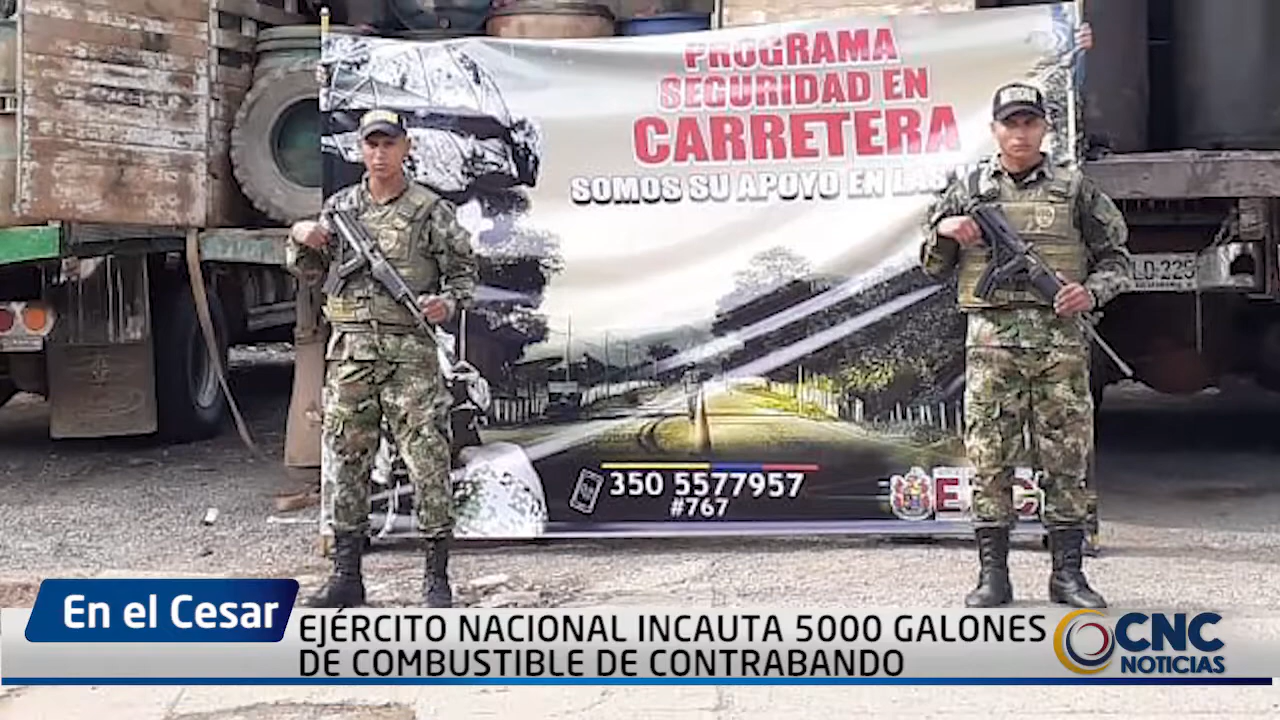 PROGRAMA
SEGURIDAD EN
CARRETERA
SOMOS SU APOYO EN LAS
350 5577957
#767
225
En el Cesar
EJÉRCITO NACIONAL INCAUTA 5000 GALONES
DE COMBUSTIBLE DE CONTRABANDO
CNC
NOTICIAS